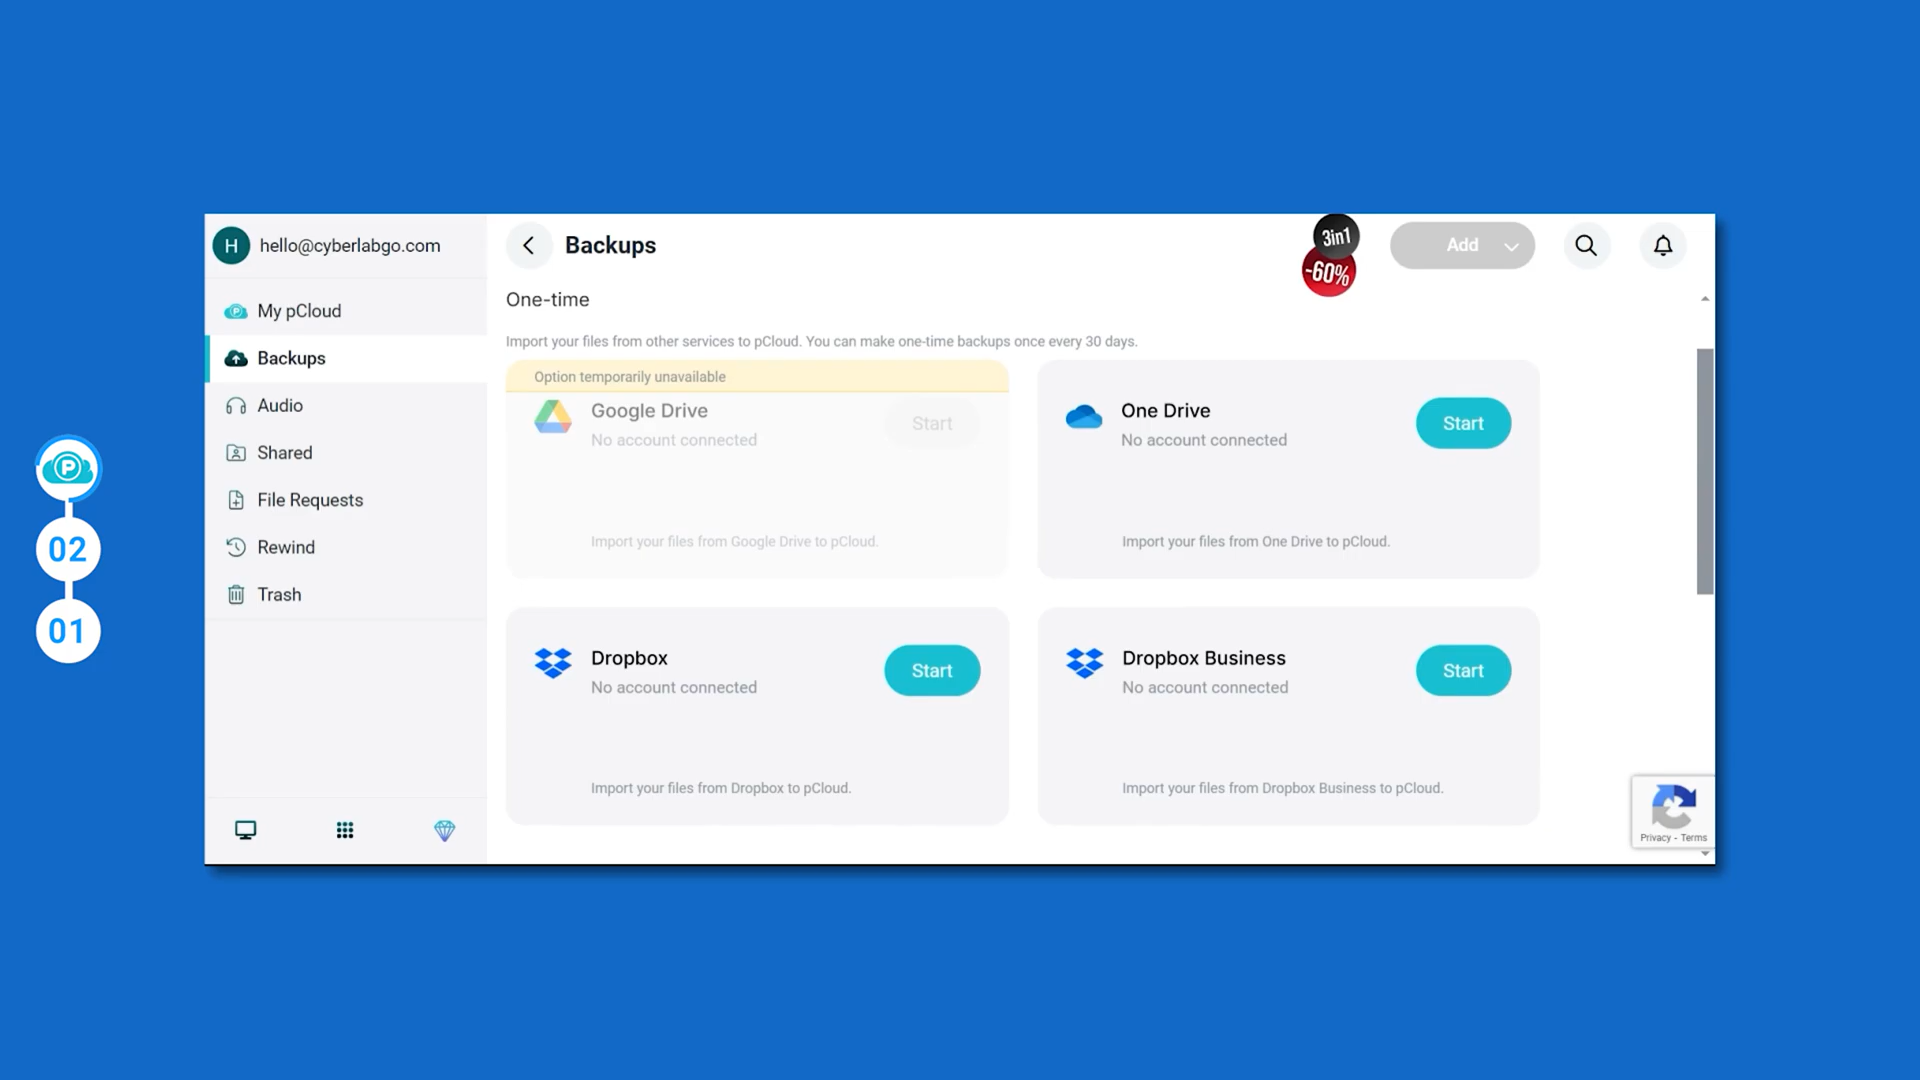 H hello@cyberlabgo.com
My pCloud
Backups
Audio
Shared
File Requests
Rewind
Trash
Backups
3in1
-60%
Add
One-time
Import your files from other services to pCloud. You can make one-time backups once every 30 days.
Option temporarily unavailable
Google Drive
No account connected
Start
Import your files from Google Drive to pCloud.
One Drive
No account connected
Start
Import your files from One Drive to pCloud.
Dropbox
No account connected
Start
Import your files from Dropbox to pCloud.
Dropbox Business
No account connected
Start
Import your files from Dropbox Business to pCloud.
Privacy - Terms
P
02
01